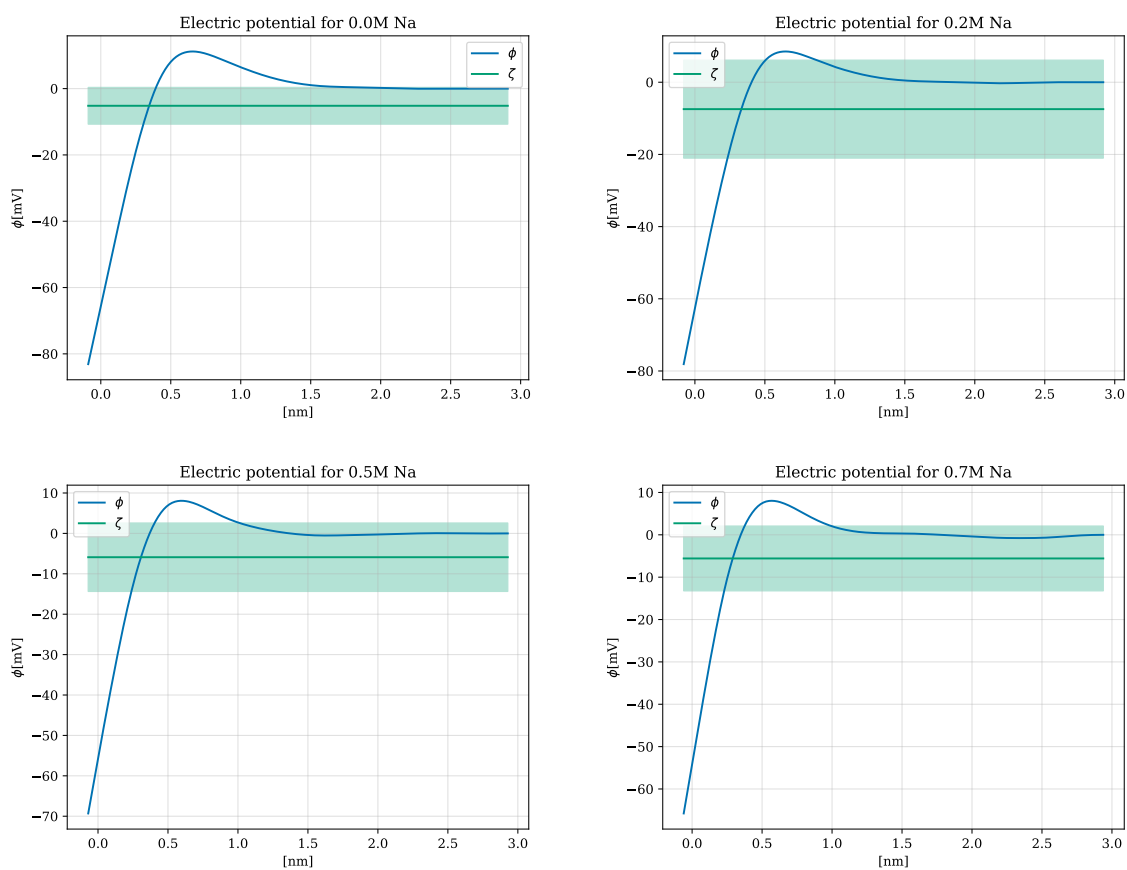 Electric potential for 0.0M Na
ϕ
ζ
0
−20
−40
−60
−80
ϕ[mV]
0.0 0.5 1.0 1.5 2.0 2.5 3.0
[nm]
Electric potential for 0.2M Na
ϕ
ζ
0
−20
−40
−60
−80
ϕ[mV]
0.0 0.5 1.0 1.5 2.0 2.5 3.0
[nm]
Electric potential for 0.5M Na
ϕ
ζ
10
0
−10
−20
−30
−40
−50
−60
−70
ϕ[mV]
0.0 0.5 1.0 1.5 2.0 2.5 3.0
[nm]
Electric potential for 0.7M Na
ϕ
ζ
10
0
−10
−20
−30
−40
−50
−60
ϕ[mV]
0.0 0.5 1.0 1.5 2.0 2.5 3.0
[nm]